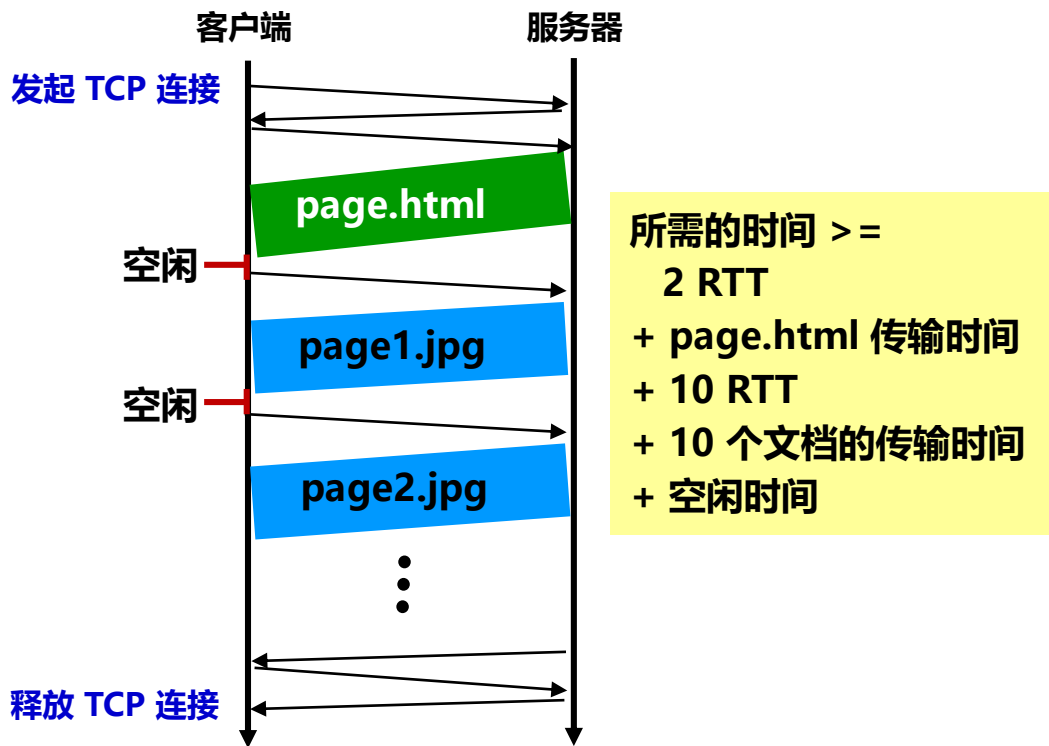 客户端
服务器
发起 TCP 连接
page.html
空闲
page1.jpg
空闲
page2.jpg
释放 TCP 连接
所需的时间 >=
2 RTT
+ page.html 传输时间
+ 10 RTT
+ 10 个文档的传输时间
+ 空闲时间